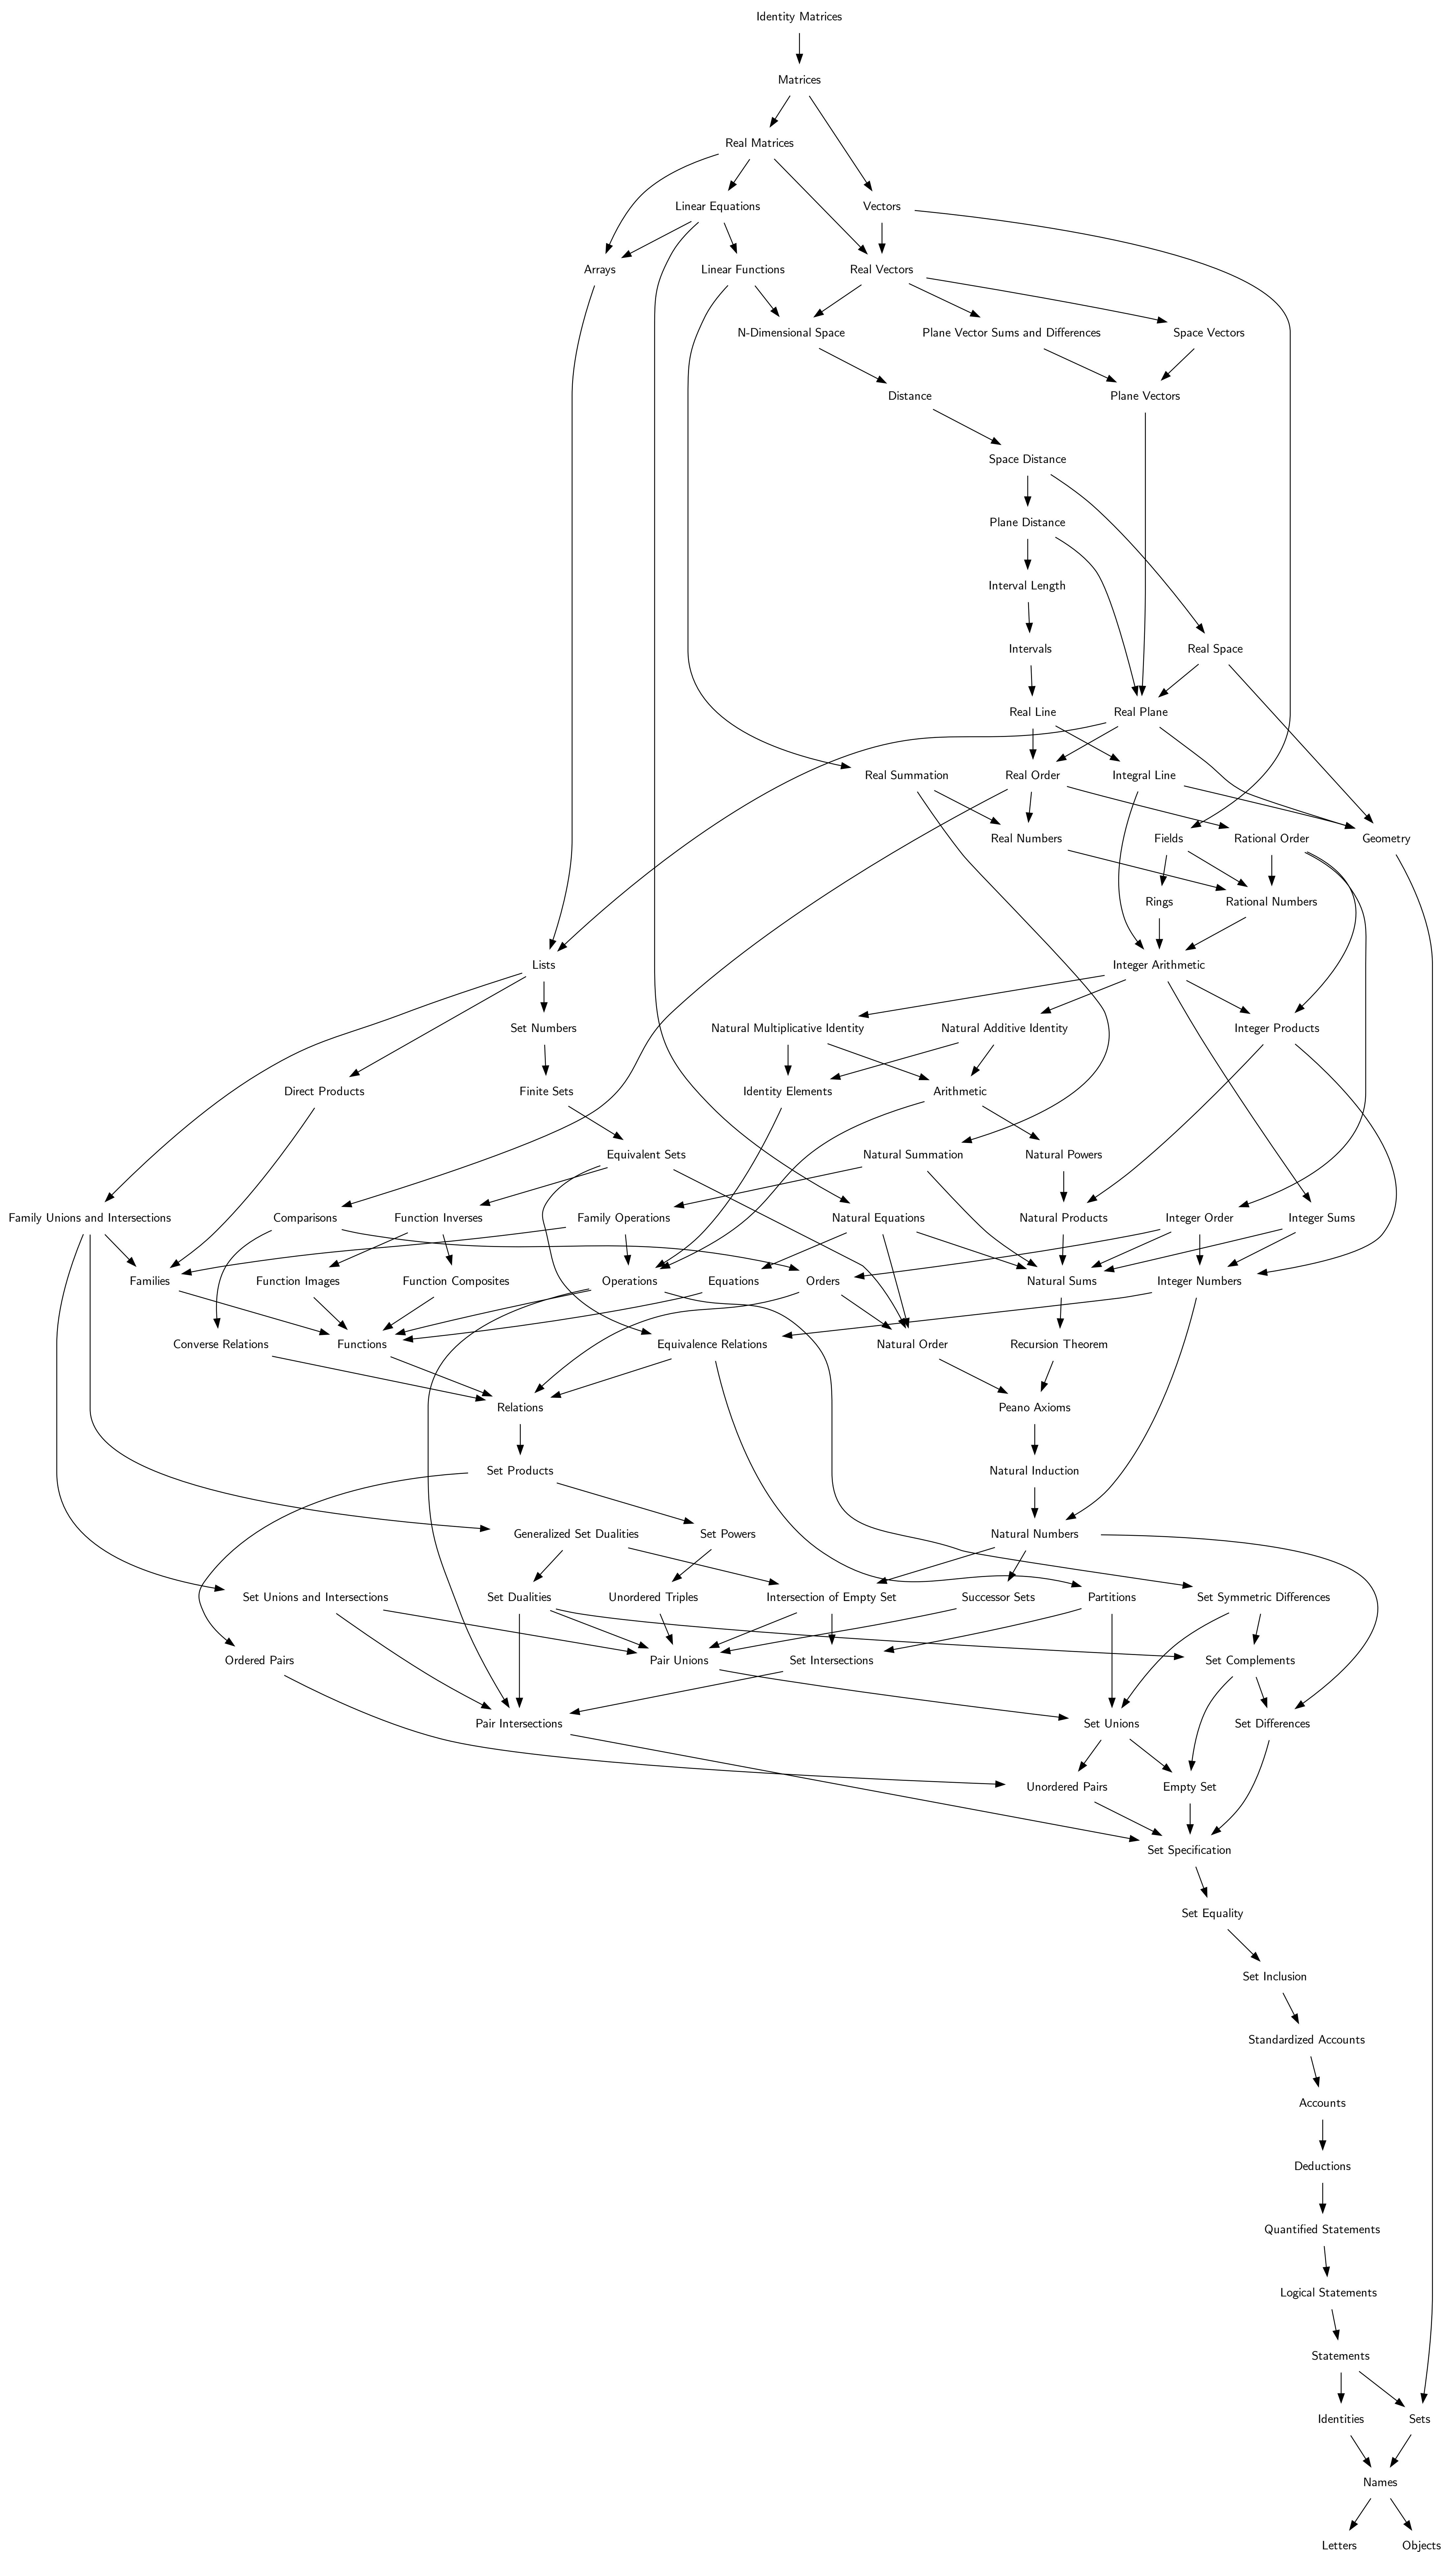 Identity Matrices
Matrices
Real Matrices
Linear Equations
Vectors
Arrays
Linear Functions
Real Vectors
N-Dimensional Space
Plane Vector Sums and Differences
Space Vectors
Distance
Plane Vectors
Space Distance
Plane Distance
Interval Length
Intervals
Real Space
Real Line
Real Plane
Real Summation
Real Order
Integral Line
Real Numbers
Fields
Rational Order
Geometry
Rings
Rational Numbers
Lists
Integer Arithmetic
Set Numbers
Natural Multiplicative Identity
Natural Additive Identity
Integer Products
Direct Products
Finite Sets
Identity Elements
Arithmetic
Equivalent Sets
Natural Summation
Natural Powers
Family Unions and Intersections
Comparisons
Function Inverses
Family Operations
Natural Equations
Natural Products
Integer Order
Integer Sums
Families
Function Images
Function Composites
Operations
Equations
Orders
Natural Sums
Integer Numbers
Converse Relations
Functions
Equivalence Relations
Natural Order
Recursion Theorem
Relations
Peano Axioms
Set Products
Natural Induction
Generalized Set Dualities
Set Powers
Natural Numbers
Set Unions and Intersections
Set Dualities
Unordered Triples
Intersection of Empty Set
Successor Sets
Partitions
Set Symmetric Differences
Ordered Pairs
Pair Unions
Set Intersections
Set Complements
Pair Intersections
Set Unions
Set Differences
Unordered Pairs
Empty Set
Set Specification
Set Equality
Set Inclusion
Standardized Accounts
Accounts
Deductions
Quantified Statements
Logical Statements
Statements
Identities
Sets
Names
Letters
Objects